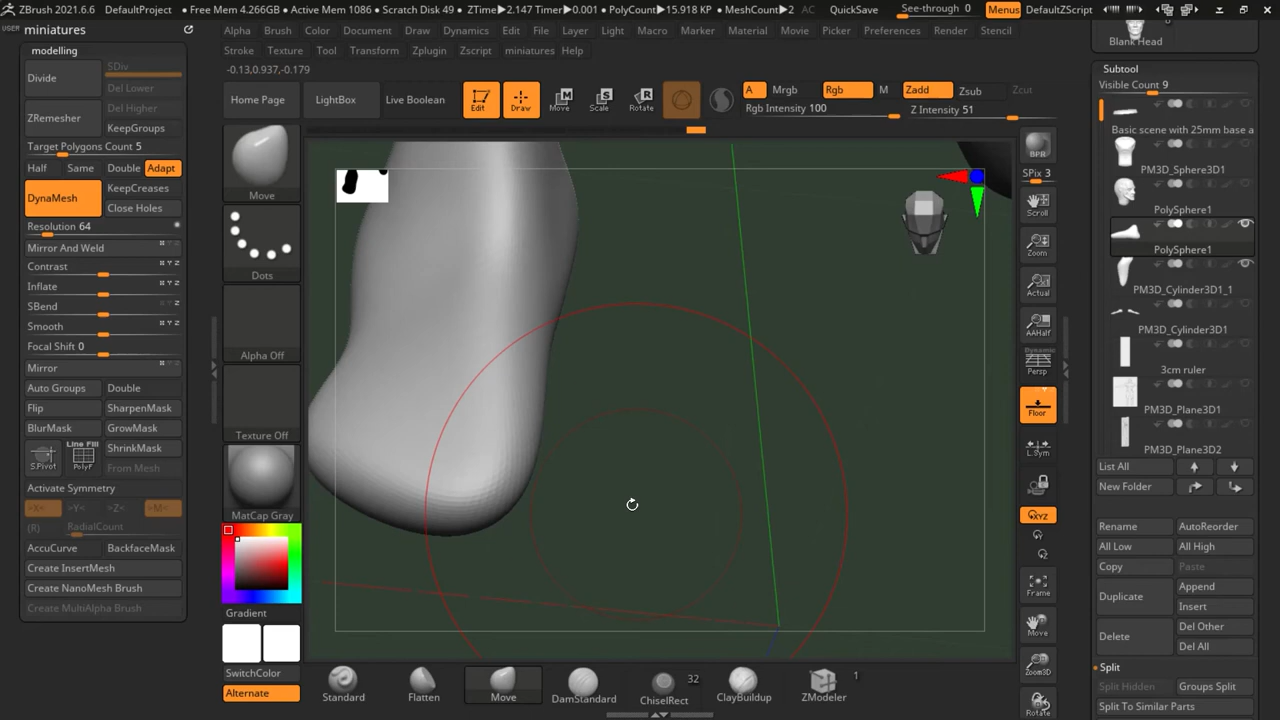 ZBrush 2021.6.6 DefaultProject • Free Mem 4.266GB • Active Mem 1086 • Scratch Disk 49 • ZTime▸2.147 Timer▸0.001 • PolyCount▸15.918 KP • MeshCount▸2 AC QuickSave See-through 0 Menus DefaultZScript
USER miniatures
Alpha Brush Color Document Draw Dynamics Edit File Layer Light Macro Marker Material Movie Picker Preferences Render Stencil
Stroke Texture Tool Transform Zplugin Zscript miniatures Help
-0.13,0.937,-0.179
modelling
Divide
SDiv
Del Lower
Del Higher
ZRemesher
KeepGroups
Freeze Border
Target Polygons Count 5
Half Same Double Adapt
DynaMesh
KeepCreases
Close Holes
Resolution 64
Mirror And Weld
Contrast
Inflate
SBend
Smooth
Focal Shift 0
Mirror
Auto Groups Double
Flip SharpenMask
BlurMask GrowMask
S.Pivot Line Fill PolyF ShrinkMask
From Mesh
Activate Symmetry
>X< >Y< >Z< >M<
(R) RadialCount
AccuCurve BackfaceMask
Create InsertMesh
Create NanoMesh Brush
Create MultiAlpha Brush
Home Page LightBox Live Boolean
Edit Draw Move Scale Rotate
A Mrgb Rgb M Zadd Zsub Zcut
Rgb Intensity 100 Z Intensity 51
Move
Dots
Alpha Off
Texture Off
MatCap Gray
Gradient
SwitchColor
Alternate
Standard
Flatten
Move
DamStandard
32
ChiselRect
ClayBuildup
1
ZModeler
BPR
SPix 3
Scroll
Zoom
Actual
AAHalf
Dynamic
Persp
Floor
L.Sym
XYZ
Y
Z
Frame
Move
Zoom3D
Rotate
Blank Head
Subtool
Visible Count 9
Basic scene with 25mm base a
PM3D_Sphere3D1
PolySphere1
PolySphere1
PM3D_Cylinder3D1_1
PM3D_Cylinder3D1
3cm ruler
PM3D_Plane3D1
PM3D_Plane3D2
List All
New Folder
Rename AutoReorder
All Low All High
Copy Paste
Duplicate
Append
Insert
Delete
Del Other
Del All
Split
Split Hidden Groups Split
Split To Similar Parts